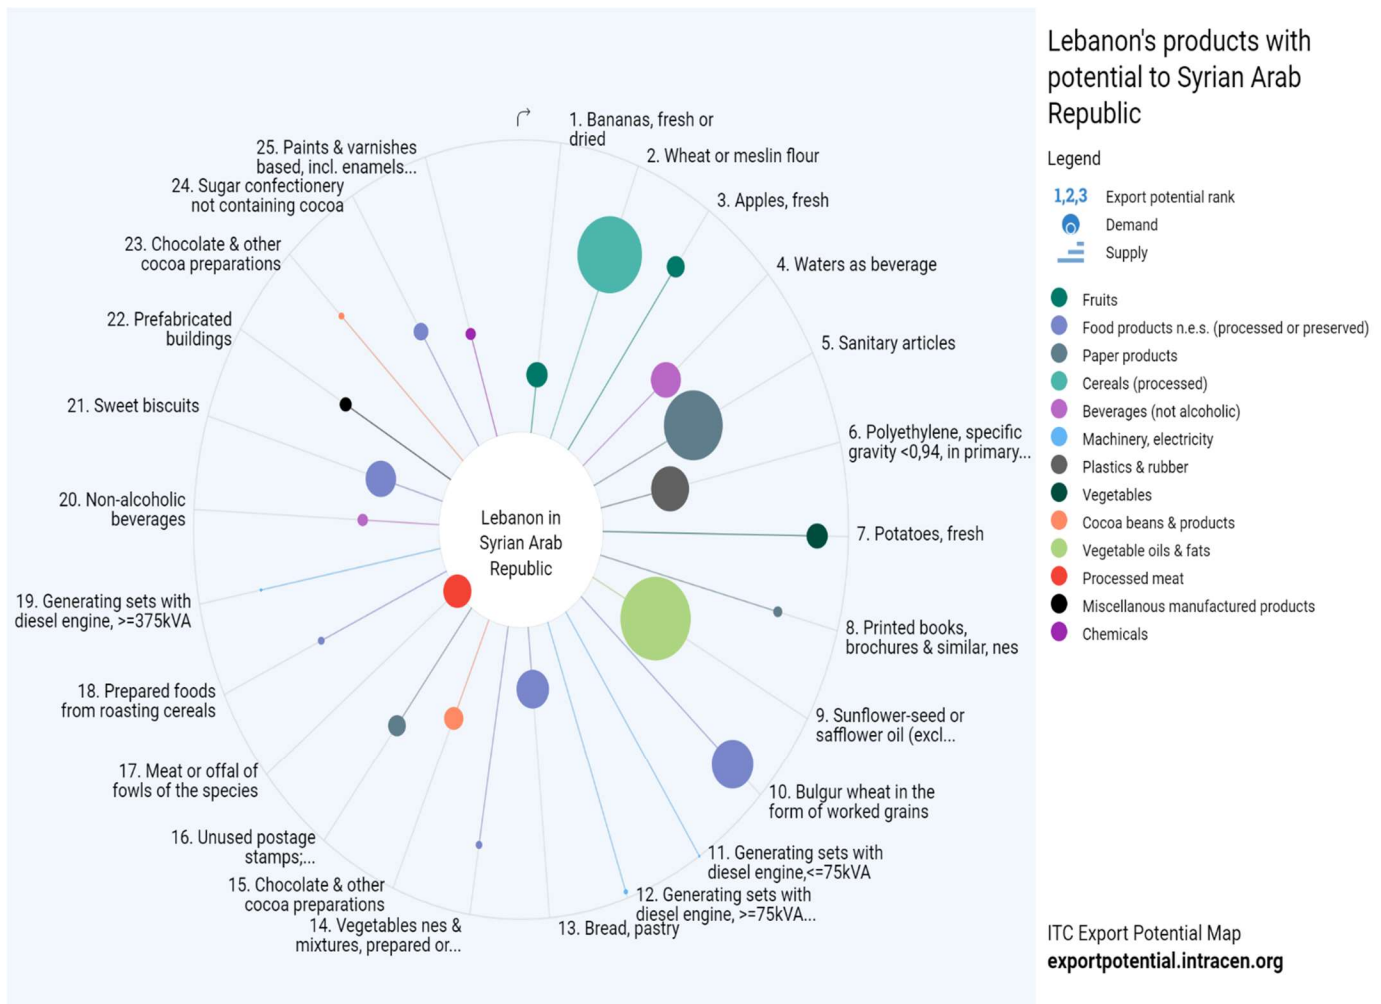 Lebanon's products with
potential to Syrian Arab
Republic
Legend
1,2,3 Export potential rank
Demand
Supply
Fruits
Food products n.e.s. (processed or preserved)
Paper products
Cereals (processed)
Beverages (not alcoholic)
Machinery, electricity
Plastics & rubber
Vegetables
Cocoa beans & products
Vegetable oils & fats
Processed meat
Miscellanous manufactured products
Chemicals
1. Bananas, fresh or
dried
2. Wheat or meslin flour
3. Apples, fresh
4. Waters as beverage
5. Sanitary articles
6. Polyethylene, specific
gravity <0,94, in primary...
7. Potatoes, fresh
8. Printed books,
brochures & similar, nes
9. Sunflower-seed or
safflower oil (excl...
10. Bulgur wheat in the
form of worked grains
11. Generating sets with
diesel engine,<=75kVA
12. Generating sets with
diesel engine, >=75kVA...
13. Bread, pastry
14. Vegetables nes &
mixtures, prepared or...
15. Chocolate & other
cocoa preparations
16. Unused postage
stamps;...
17. Meat or offal of
fowls of the species
18. Prepared foods
from roasting cereals
19. Generating sets with
diesel engine, >=375kVA
20. Non-alcoholic
beverages
21. Sweet biscuits
22. Prefabricated
buildings
23. Chocolate & other
cocoa preparations
24. Sugar confectionery
not containing cocoa
25. Paints & varnishes
based, incl. enamels...
Lebanon in
Syrian Arab
Republic
ITC Export Potential Map
exportpotential.intracen.org